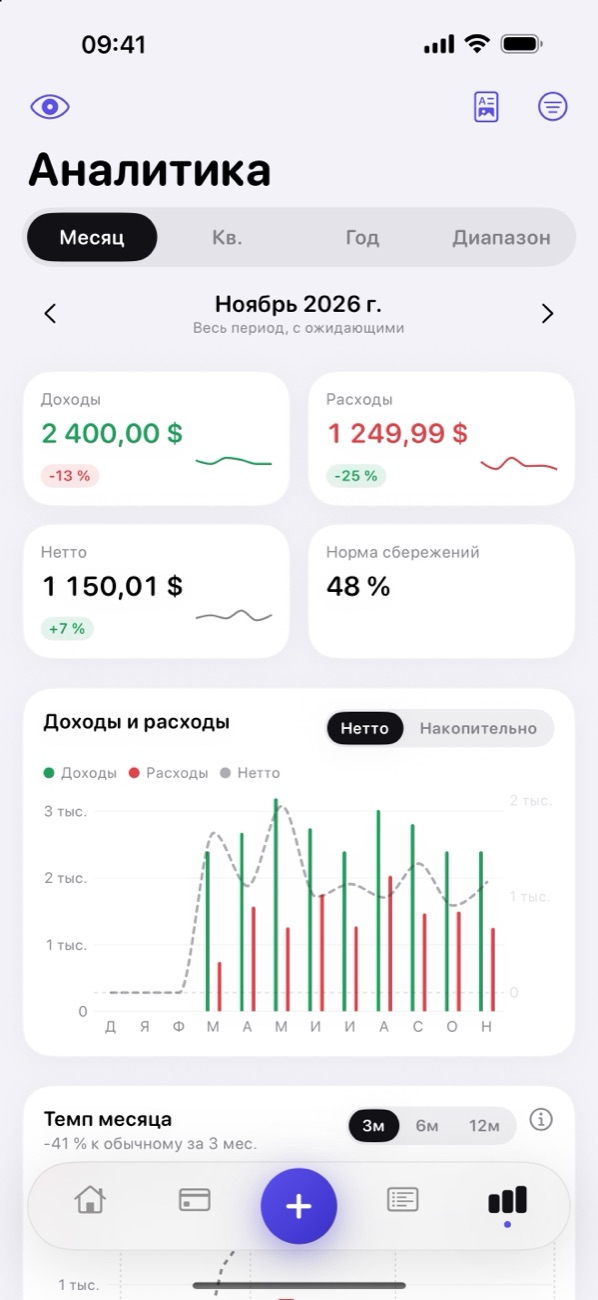 09:41
Аналитика
Месяц Кв. Год Диапазон
Ноябрь 2026 г.
Весь период, с ожидающими
Доходы Расходы
2 400,00 $ 1 249,99 $
-13 % -25 %
Нетто Норма сбережений
1 150,01 $ 48 %
+7 %
Доходы и расходы Нетто Накопительно
Доходы Расходы Нетто
3 тыс. 2 тыс.
2 тыс. 1 тыс.
1 тыс.
0 0
Д Я Ф М А М И И А С О Н
Темп месяца 3м 6м 12м
-41 % к обычному за 3 мес.
1 тыс.